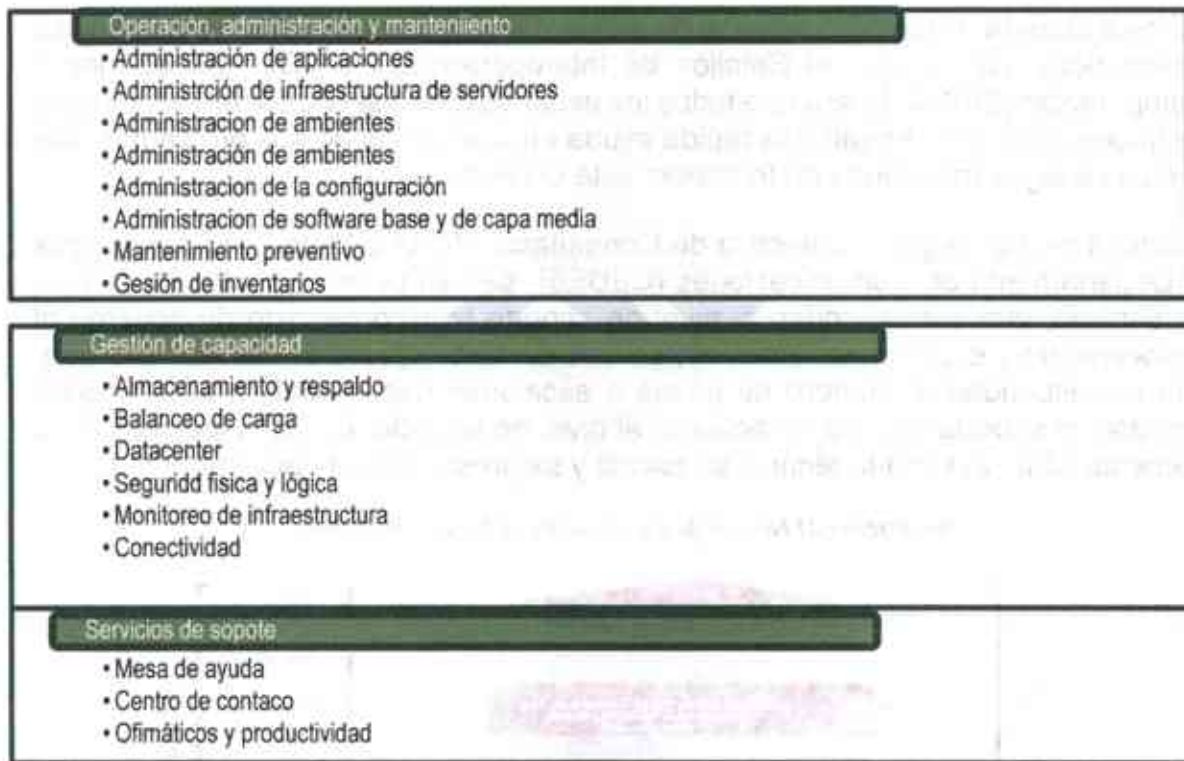 Operación, administración y manteniiento
• Administración de aplicaciones
• Administrción de infraestructura de servidores
• Administracion de ambientes
• Administración de ambientes
• Administracion de la configuración
• Administracion de software base y de capa media
• Mantenimiento preventivo
• Gesión de inventarios
Gestión de capacidad
• Almacenamiento y respaldo
• Balanceo de carga
• Datacenter
• Seguridd fisica y lógica
• Monitoreo de infraestructura
• Conectividad
Servicios de sopote
• Mesa de ayuda
• Centro de contaco
• Ofimáticos y productividad